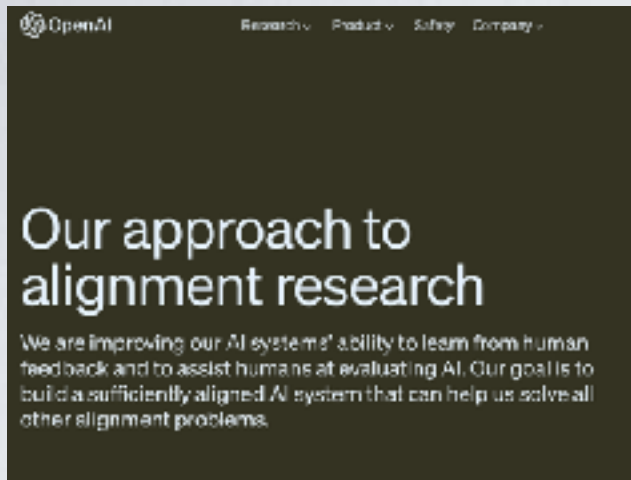 OpenAI
Research Product Safety Company
Our approach to
alignment research
We are improving our AI systems' ability to learn from human
feedback and to assist humans at evaluating AI. Our goal is to
build a sufficiently aligned AI system that can help us solve all
other alignment problems.